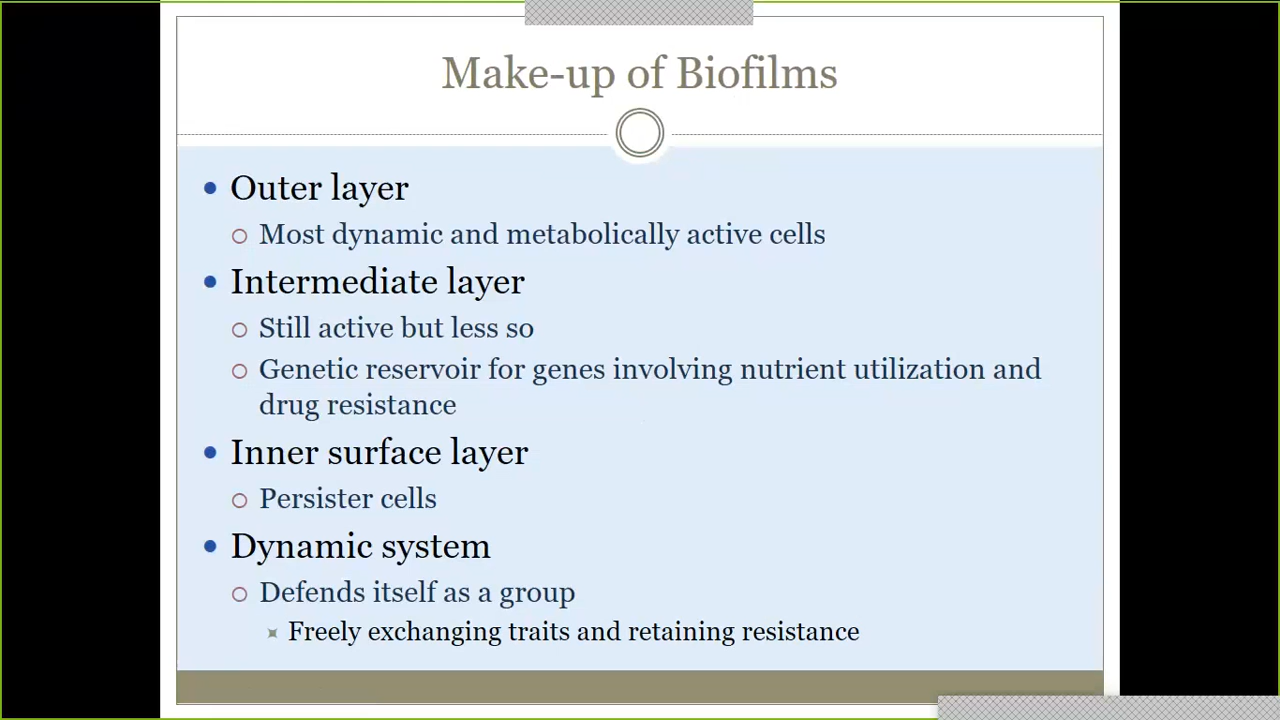 Make-up of Biofilms
Outer layer
Most dynamic and metabolically active cells
Intermediate layer
Still active but less so
Genetic reservoir for genes involving nutrient utilization and
drug resistance
Inner surface layer
Persister cells
Dynamic system
Defends itself as a group
Freely exchanging traits and retaining resistance